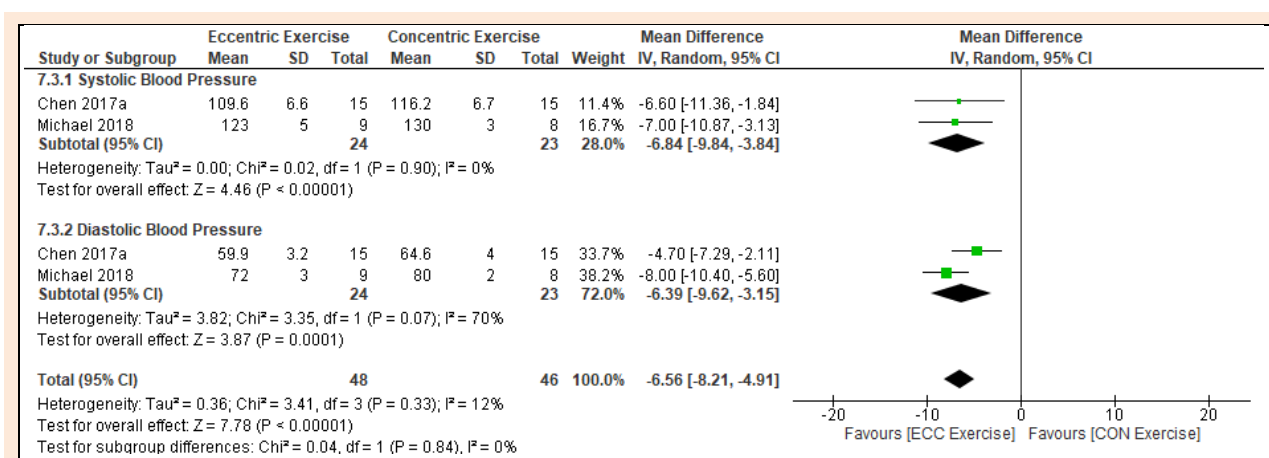 Eccentric Exercise Concentric Exercise Mean Difference Mean Difference
Study or Subgroup Mean SD Total Mean SD Total Weight IV, Random, 95% CI IV, Random, 95% CI
7.3.1 Systolic Blood Pressure
Chen 2017a 109.6 6.6 15 116.2 6.7 15 11.4% -6.60 [-11.36, -1.84]
Michael 2018 123 5 9 130 3 8 16.7% -7.00 [-10.87, -3.13]
Subtotal (95% CI) 24 23 28.0% -6.84 [-9.84, -3.84]
Heterogeneity: Tau² = 0.00; Chi² = 0.02, df = 1 (P = 0.90); I² = 0%
Test for overall effect: Z = 4.46 (P < 0.00001)
7.3.2 Diastolic Blood Pressure
Chen 2017a 59.9 3.2 15 64.6 4 15 33.7% -4.70 [-7.29, -2.11]
Michael 2018 72 3 9 80 2 8 38.2% -8.00 [-10.40, -5.60]
Subtotal (95% CI) 24 23 72.0% -6.39 [-9.62, -3.15]
Heterogeneity: Tau² = 3.82; Chi² = 3.35, df = 1 (P = 0.07); I² = 70%
Test for overall effect: Z = 3.87 (P = 0.0001)
Total (95% CI) 48 46 100.0% -6.56 [-8.21, -4.91]
Heterogeneity: Tau² = 0.36; Chi² = 3.41, df = 3 (P = 0.33); I² = 12%
Test for overall effect: Z = 7.78 (P < 0.00001)
Test for subgroup differences: Chi² = 0.04, df = 1 (P = 0.84), I² = 0%
-20 -10 0 10 20
Favours [ECC Exercise] Favours [CON Exercise]